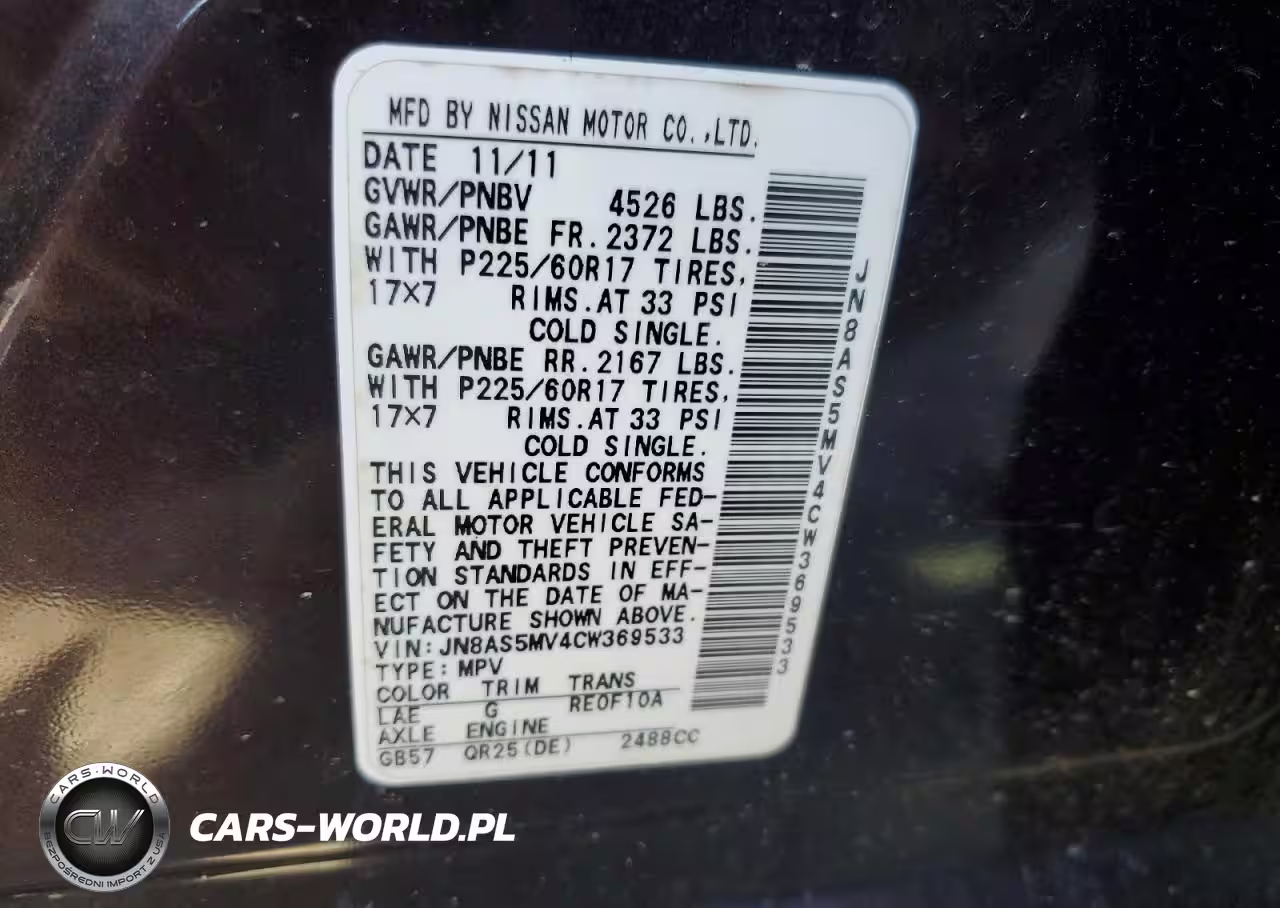 MFD BY NISSAN MOTOR CO.,LTD.
DATE 11/11
GVWR/PNBV 4526 LBS.
GAWR/PNBE FR. 2372 LBS.
WITH P225/60R17 TIRES,
17×7 RIMS. AT 33 PSI
COLD SINGLE.
GAWR/PNBE RR. 2167 LBS.
WITH P225/60R17 TIRES,
17×7 RIMS. AT 33 PSI
COLD SINGLE.
THIS VEHICLE CONFORMS
TO ALL APPLICABLE FED-
ERAL MOTOR VEHICLE SA-
FETY AND THEFT PREVEN-
TION STANDARDS IN EFF-
ECT ON THE DATE OF MA-
NUFACTURE SHOWN ABOVE.
VIN: JN8AS5MV4CW369533
TYPE: MPV
COLOR TRIM TRANS
LAE G RE0F10A
AXLE ENGINE
GB57 QR25(DE) 2488CC
JN8AS5MV4CW369533
CARS-WORLD
CW
BEZPOŚREDNI IMPORT Z USA
CARS-WORLD.PL